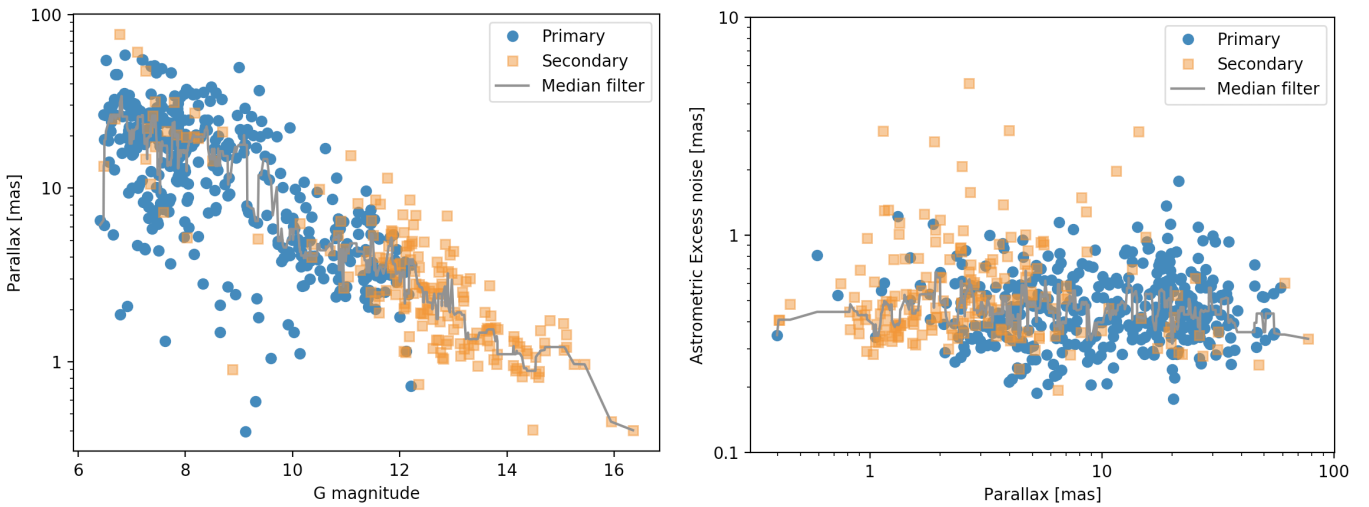 100
10
1
Parallax [mas]
6 8 10 12 14 16
G magnitude
Primary
Secondary
Median filter
10
1
0.1
Astrometric Excess noise [mas]
1 10 100
Parallax [mas]
Primary
Secondary
Median filter